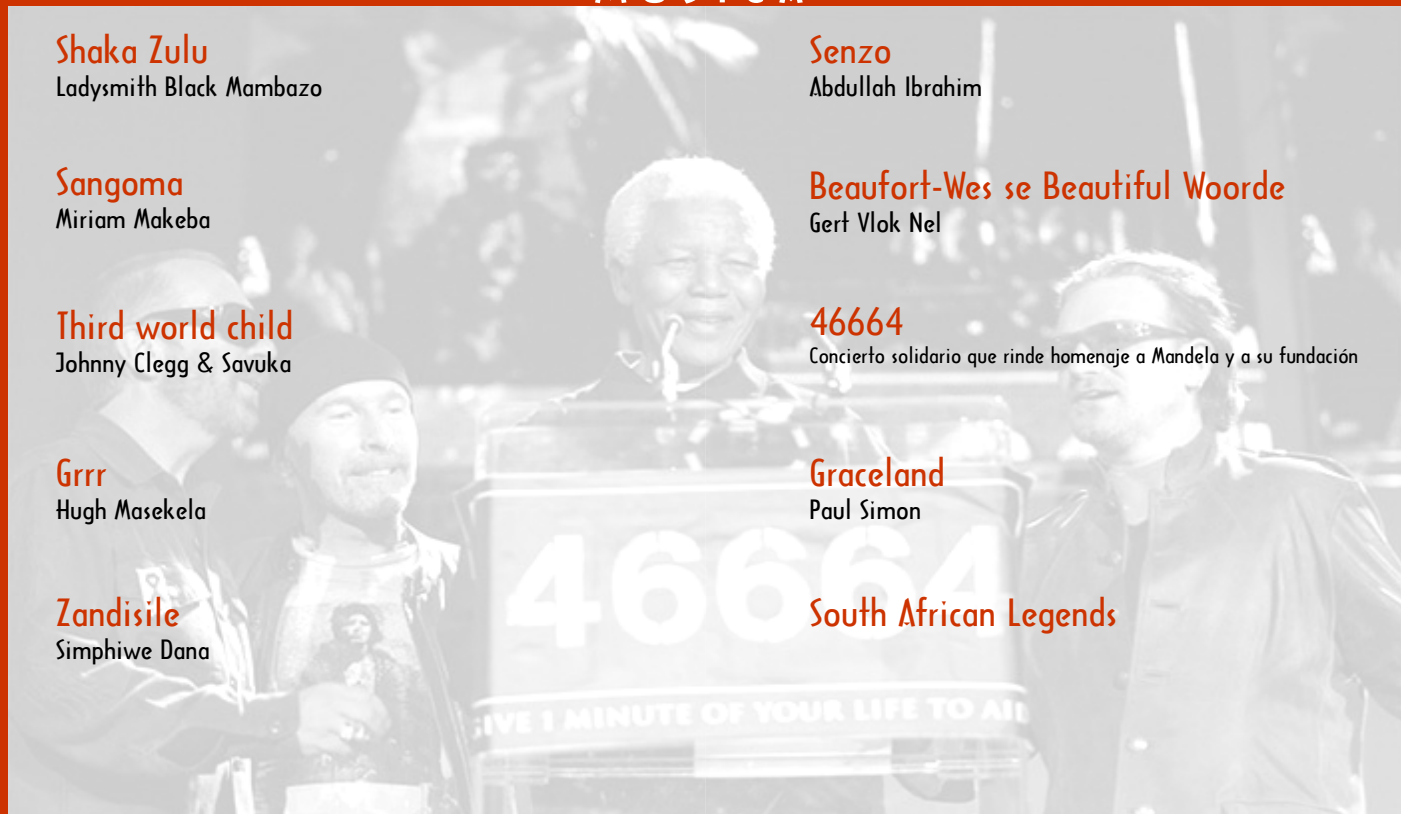 Shaka Zulu
Ladysmith Black Mambazo
Sangoma
Miriam Makeba
Third world child
Johnny Clegg & Savuka
Grrr
Hugh Masekela
Zandisile
Simphiwe Dana
Senzo
Abdullah Ibrahim
Beaufort-Wes se Beautiful Woorde
Gert Vlok Nel
46664
Concierto solidario que rinde homenaje a Mandela y a su fundación
Graceland
Paul Simon
South African Legends
46664
1 MINUTE OF YOUR LIFE TO